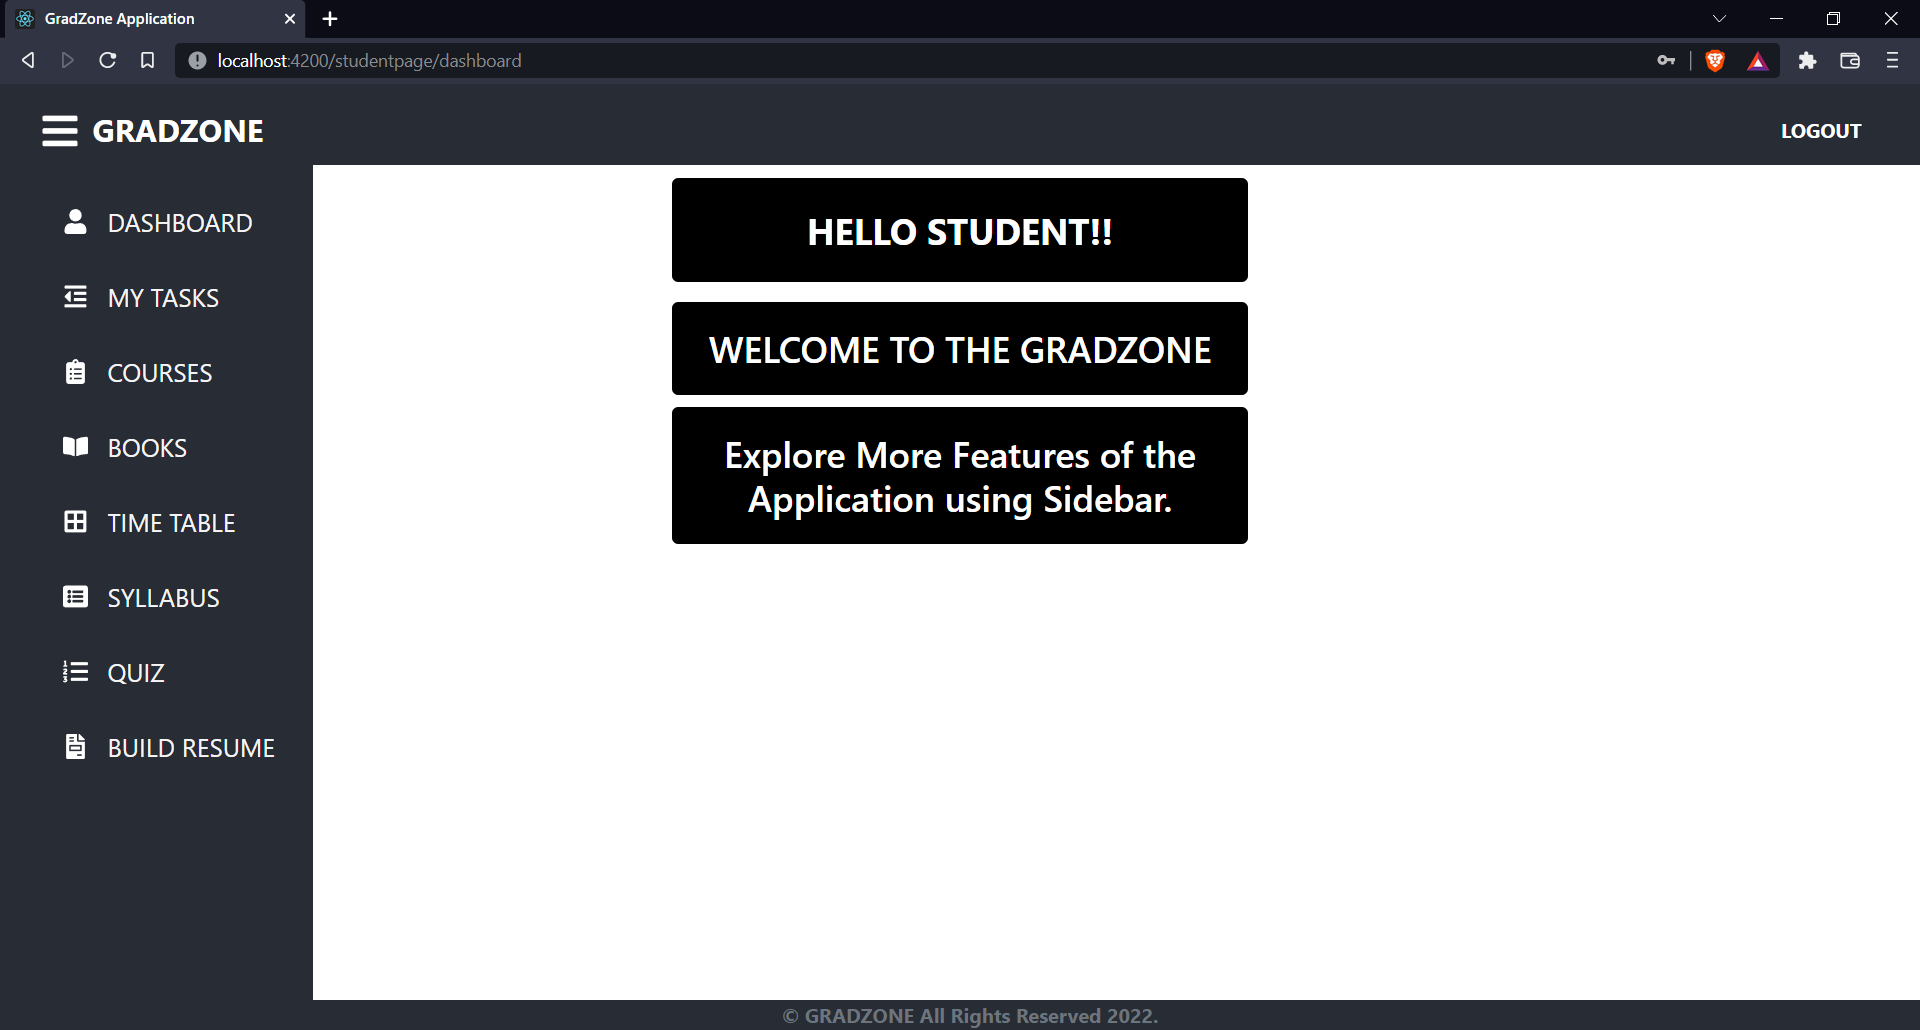 GradZone Application
localhost:4200/studentpage/dashboard
GRADZONE
LOGOUT
DASHBOARD
MY TASKS
COURSES
BOOKS
TIME TABLE
SYLLABUS
QUIZ
BUILD RESUME
HELLO STUDENT!!
WELCOME TO THE GRADZONE
Explore More Features of the
Application using Sidebar.
© GRADZONE All Rights Reserved 2022.